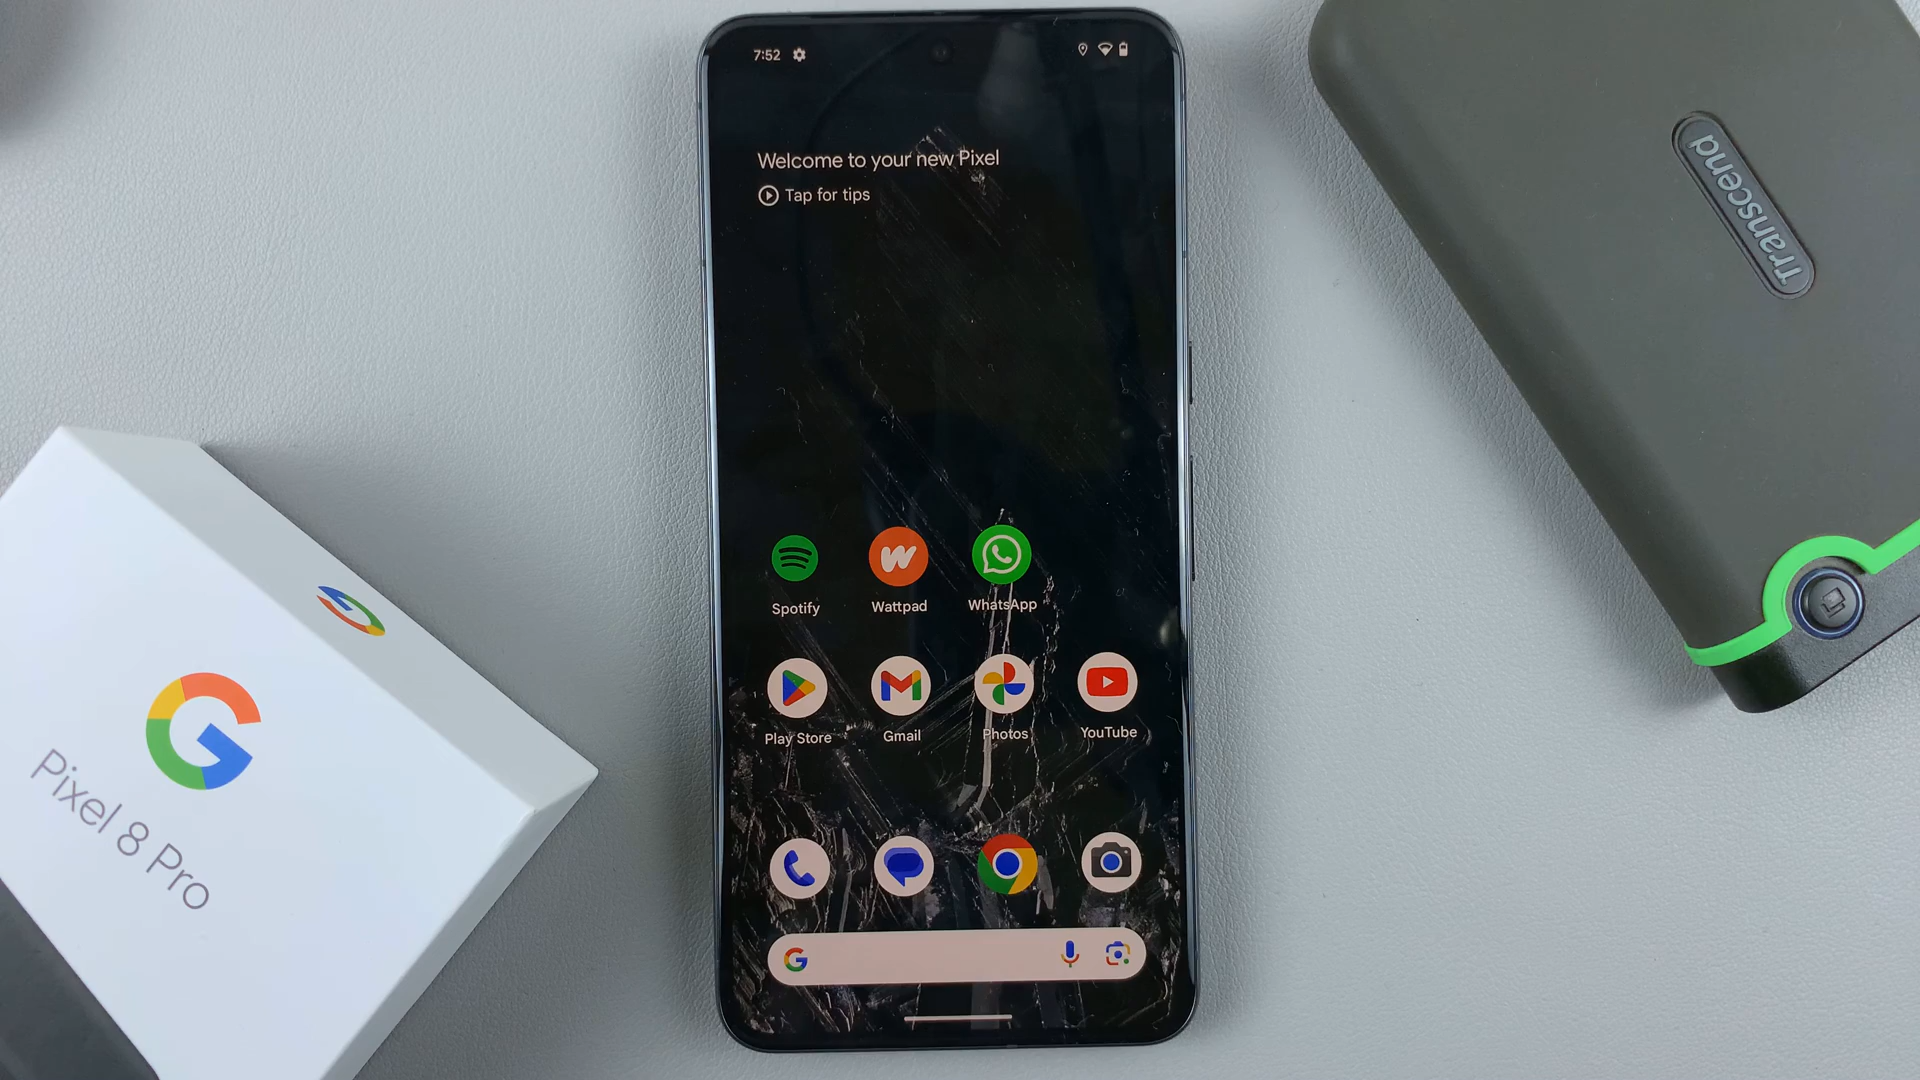 7:52
Welcome to your new Pixel
Tap for tips
Spotify
Wattpad
WhatsApp
Play Store
Gmail
Photos
YouTube
G
Pixel 8 Pro
Transcend